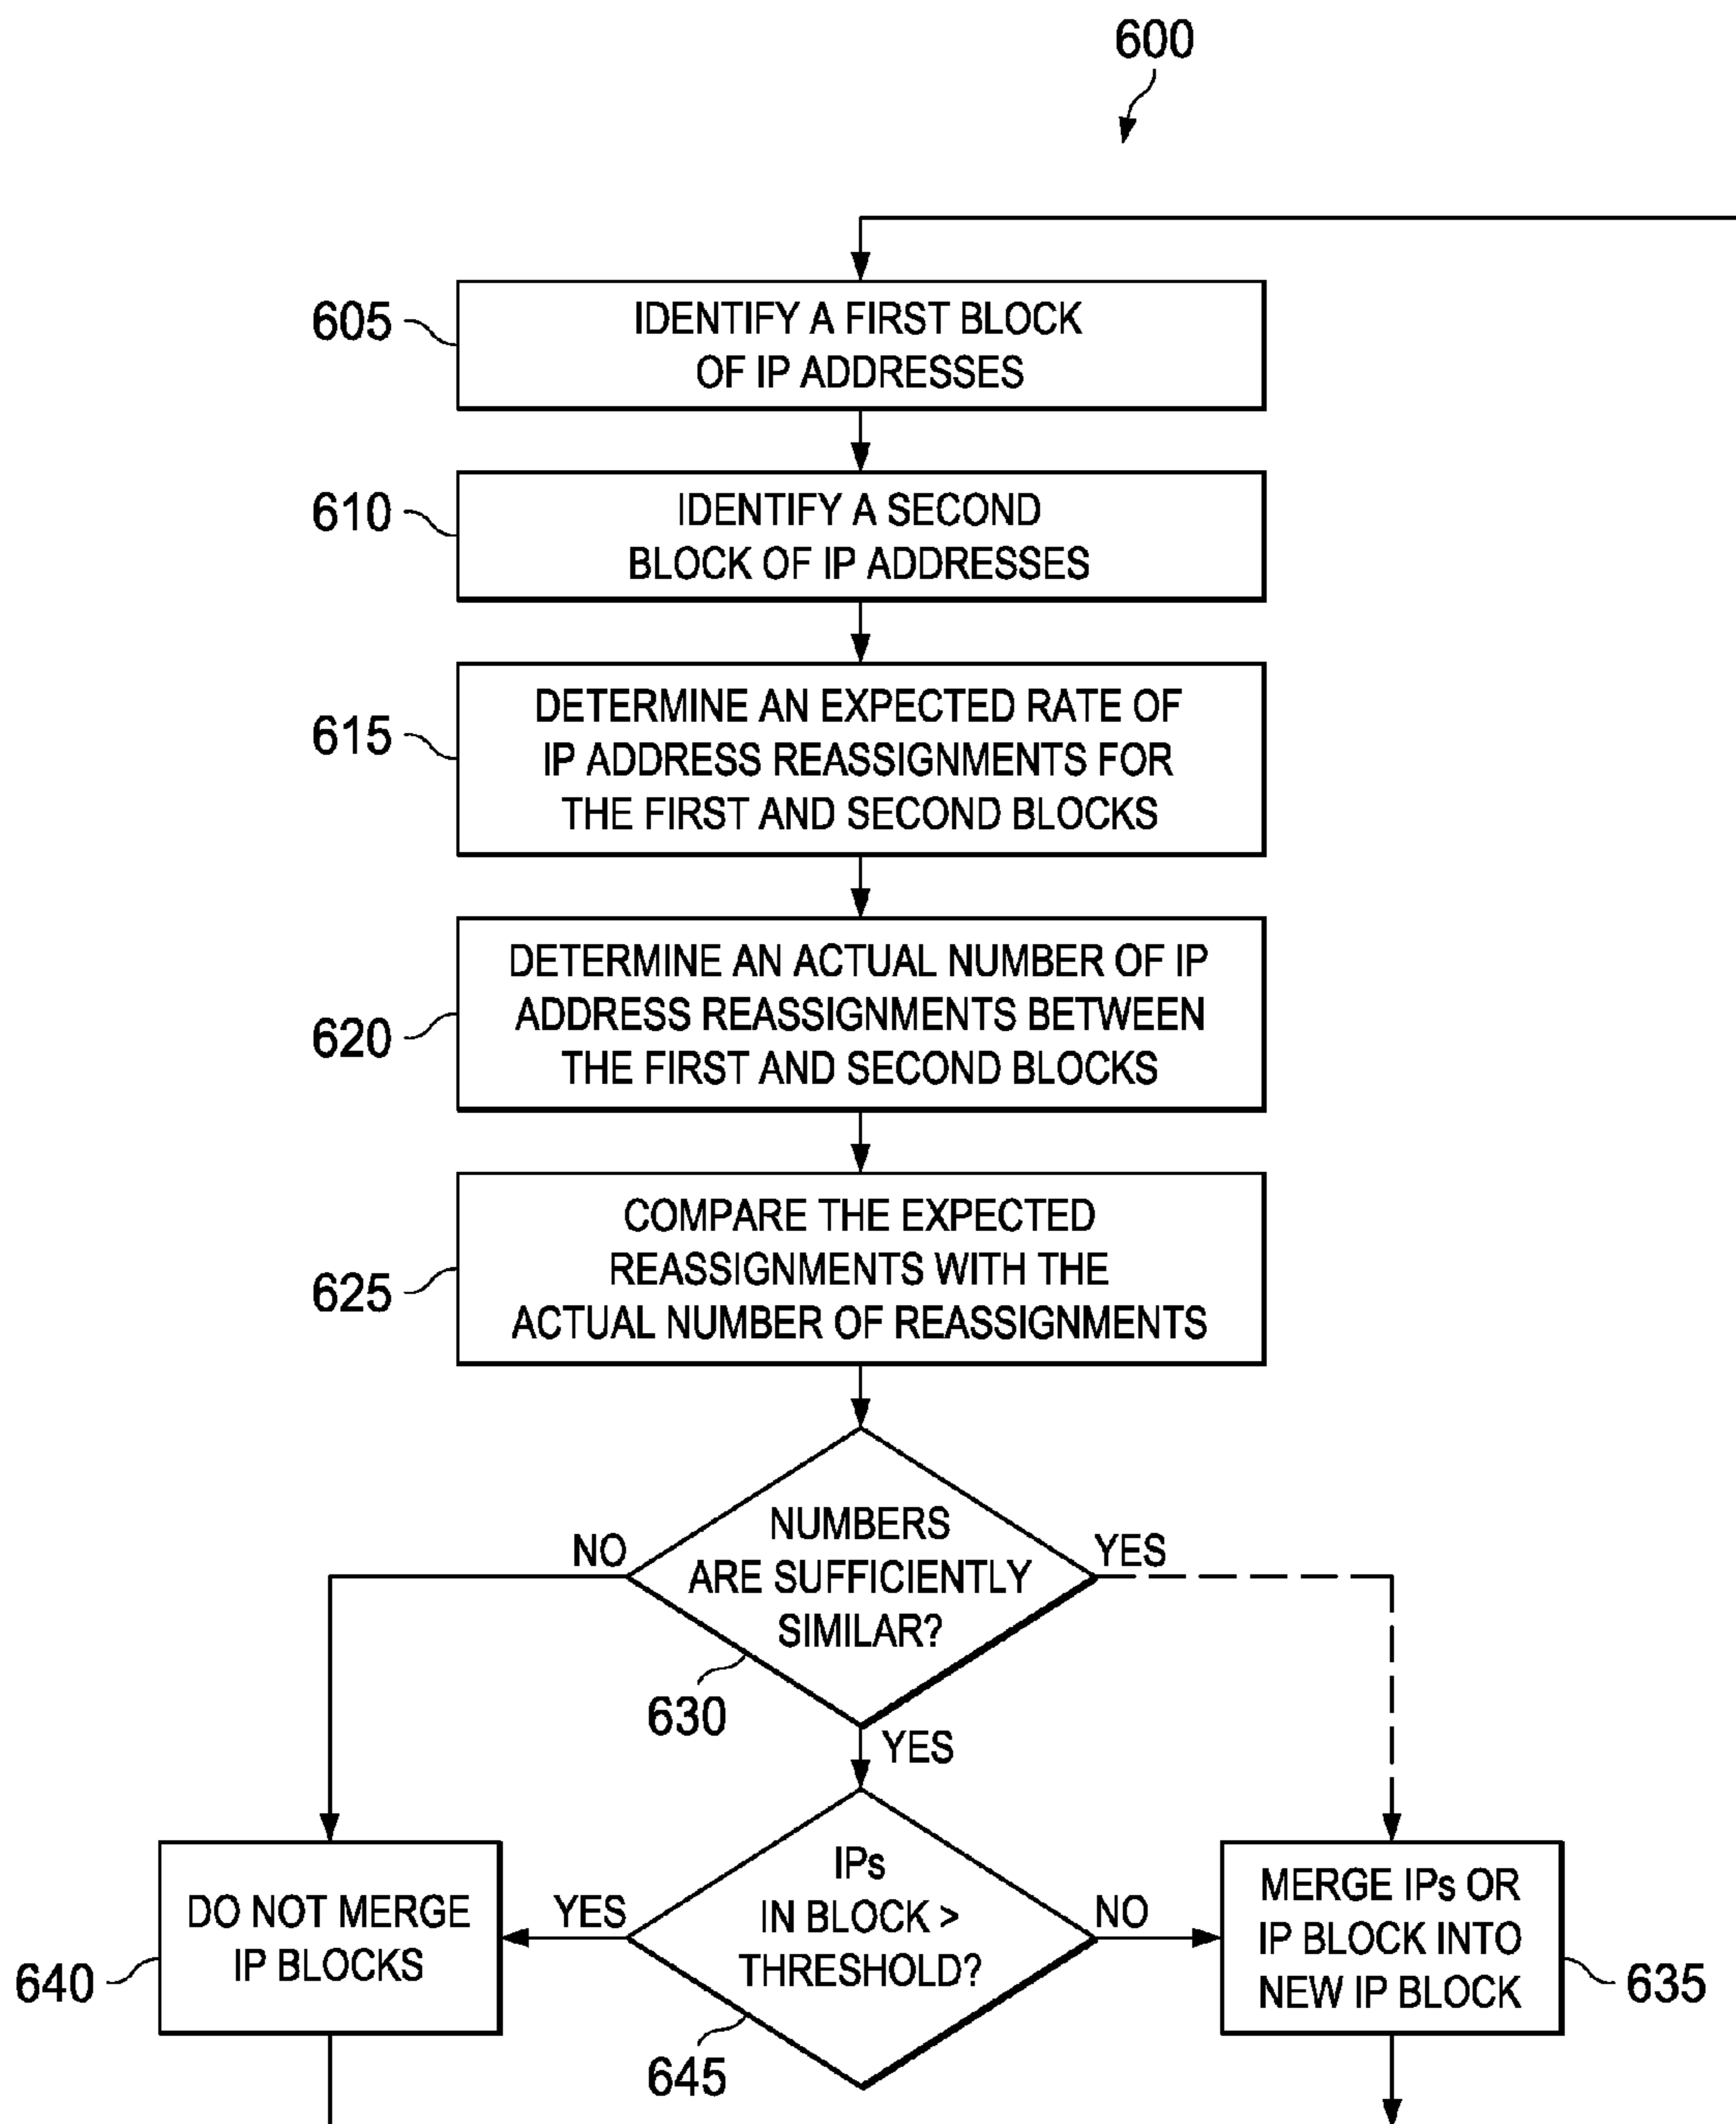 600
605
IDENTIFY A FIRST BLOCK
OF IP ADDRESSES
610
IDENTIFY A SECOND
BLOCK OF IP ADDRESSES
615
DETERMINE AN EXPECTED RATE OF
IP ADDRESS REASSIGNMENTS FOR
THE FIRST AND SECOND BLOCKS
620
DETERMINE AN ACTUAL NUMBER OF IP
ADDRESS REASSIGNMENTS BETWEEN
THE FIRST AND SECOND BLOCKS
625
COMPARE THE EXPECTED
REASSIGNMENTS WITH THE
ACTUAL NUMBER OF REASSIGNMENTS
NO
NUMBERS
ARE SUFFICIENTLY
SIMILAR?
YES
630
YES
640
DO NOT MERGE
IP BLOCKS
YES
IPs
IN BLOCK >
THRESHOLD?
NO
645
MERGE IPs OR
IP BLOCK INTO
NEW IP BLOCK
635